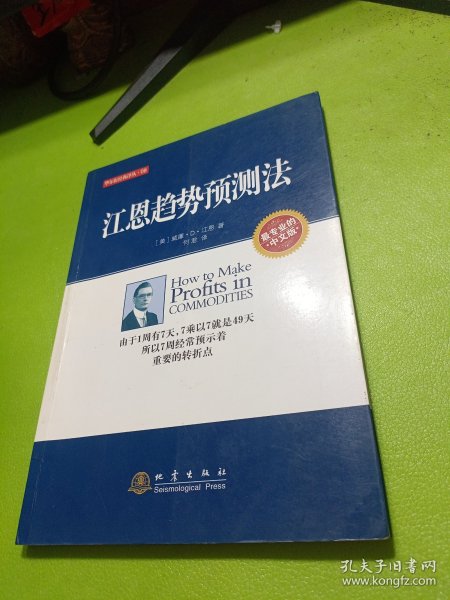 江恩趋势预测法
［美］威廉·D·江恩 著
何君 译
最专业的
中文版
How to Make
Profits in
COMMODITIES
由于1周有7天，7乘以7就是49天
所以7周经常预示着
重要的转折点
地震出版社
Seismological Press
孔夫子旧书网
www.kongfz.com